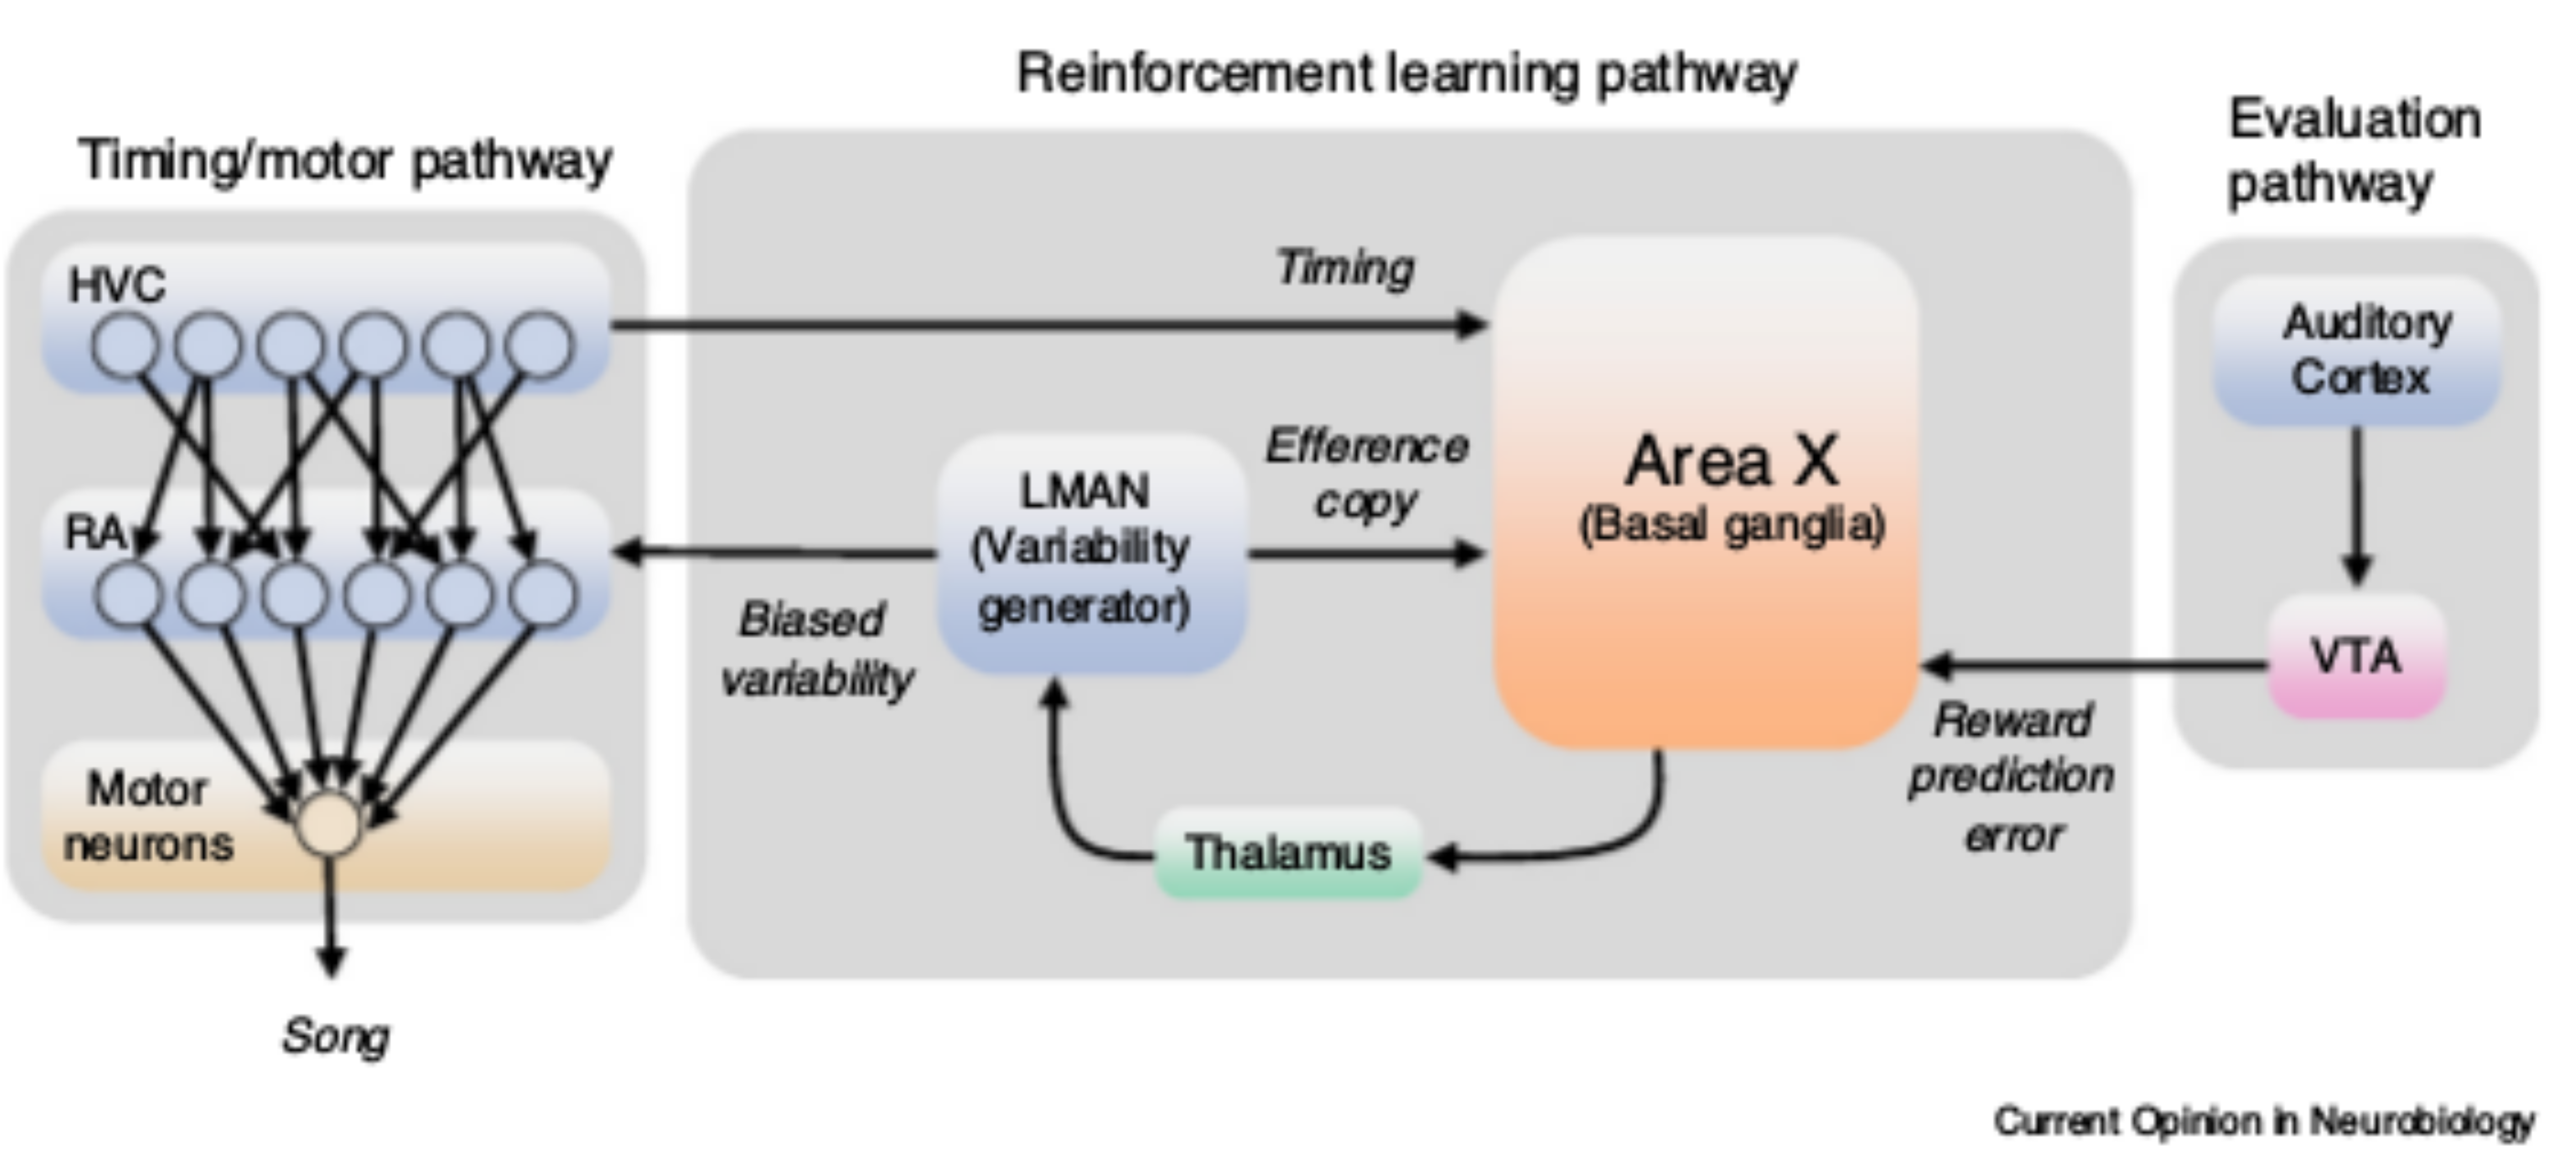 Reinforcement learning pathway
Timing/motor pathway
Evaluation
pathway
HVC
Timing
Auditory
Cortex
RA
LMAN
(Variability
generator)
Efference
copy
Area X
(Basal ganglia)
Biased
variability
VTA
Reward
prediction
error
Motor
neurons
Thalamus
Song
Current Opinion in Neurobiology